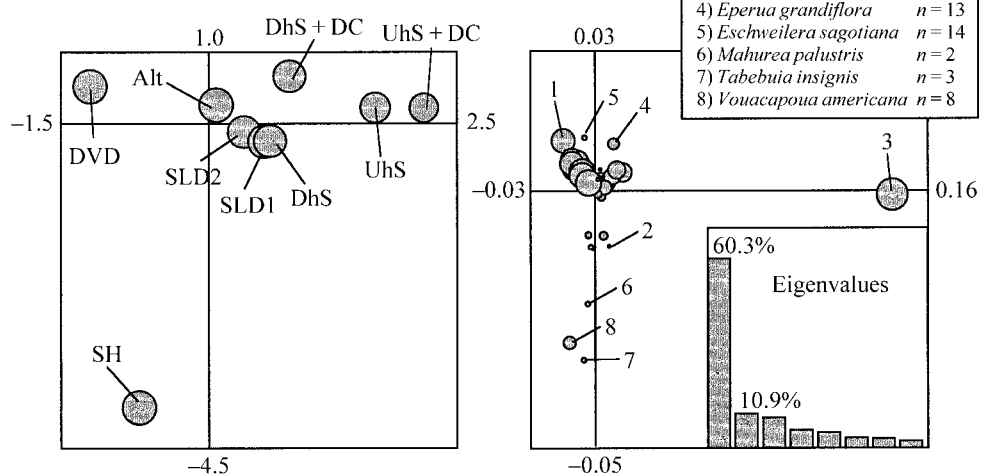 4) Eperua grandiflora n = 13
5) Eschweilera sagotiana n = 14
6) Mahurea palustris n = 2
7) Tabebuia insignis n = 3
8) Vouacapoua americana n = 8
1.0
DhS + DC
UhS + DC
Alt
−1.5
2.5
DVD
SLD2
SLD1
DhS
UhS
SH
−4.5
0.03
1
5
4
3
−0.03
0.16
2
6
8
7
60.3%
Eigenvalues
10.9%
−0.05